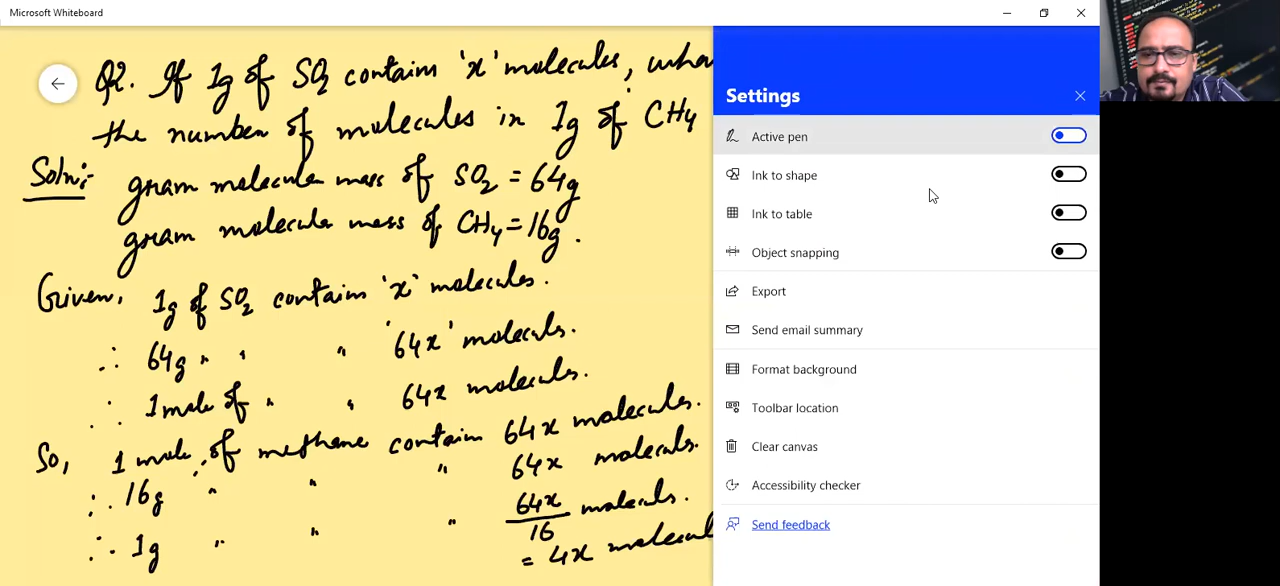 Microsoft Whiteboard
Q2. If 1g of SO2 contains 'x' molecules, wha
the number of molecules in 1g of CH4
Soln:-
gram molecular mass of SO2 = 64g
gram molecular mass of CH4 = 16g.
Given, 1g of SO2 contains 'x' molecules.
∴ 64g " " " '64x' molecules.
∴ 1 mole of " " 64x molecules.
So, 1 mole of methane contain 64x molecules.
∴ 16g " " " 64x molecules.
∴ 1g " " " 64x/16 molecules.
= 4x molecul
Settings
Active pen
Ink to shape
Ink to table
Object snapping
Export
Send email summary
Format background
Toolbar location
Clear canvas
Accessibility checker
Send feedback